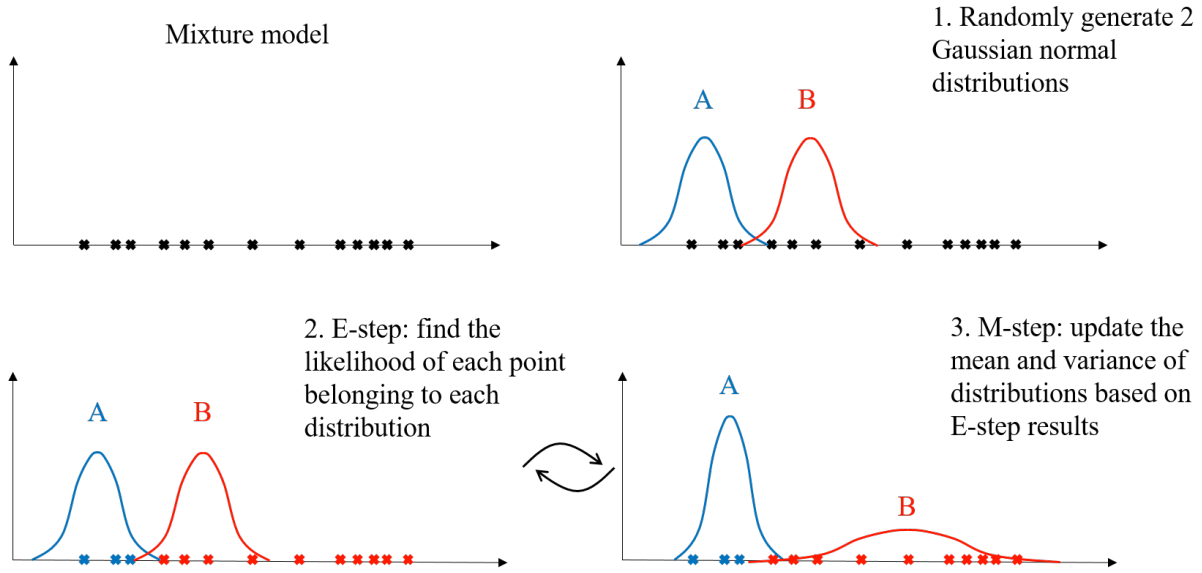 Mixture model
1. Randomly generate 2
Gaussian normal
distributions
A
B
2. E-step: find the
likelihood of each point
belonging to each
distribution
A
B
3. M-step: update the
mean and variance of
distributions based on
E-step results
A
B